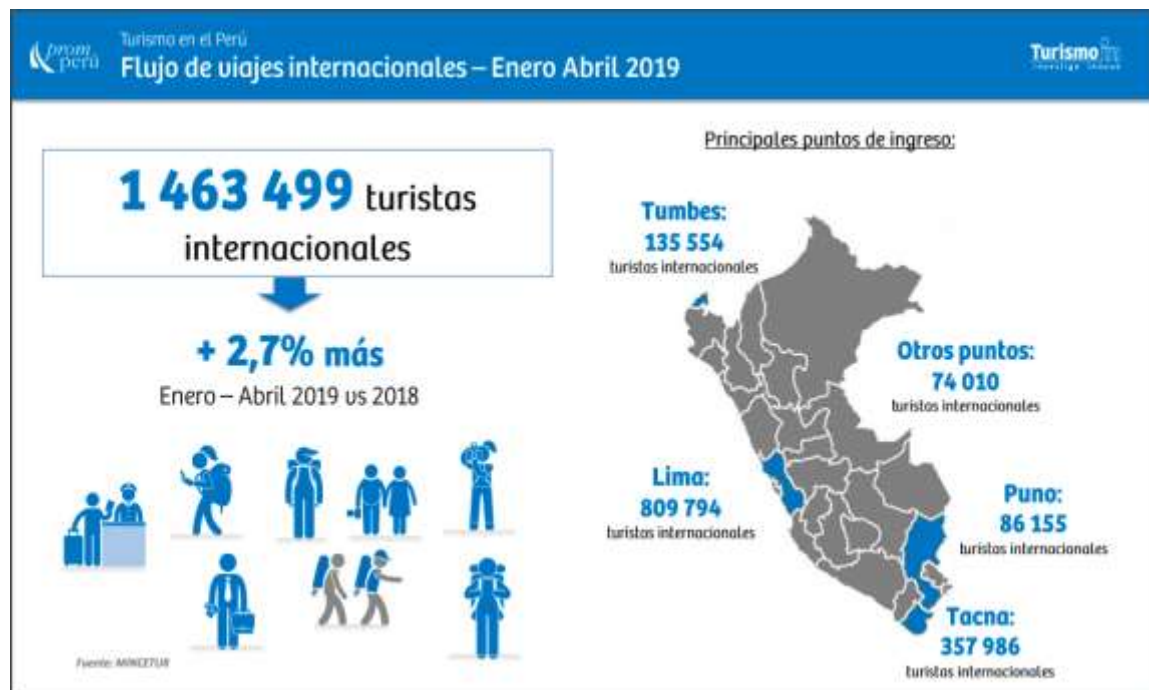 prom
perú
Turismo en el Perú
Flujo de viajes internacionales – Enero Abril 2019
Turismo in
1 463 499 turistas
internacionales
+ 2,7% más
Enero – Abril 2019 vs 2018
Fuente: MINCETUR
Principales puntos de ingreso:
Tumbes:
135 554
turistas internacionales
Otros puntos:
74 010
turistas internacionales
Lima:
809 794
turistas internacionales
Puno:
86 155
turistas internacionales
Tacna:
357 986
turistas internacionales